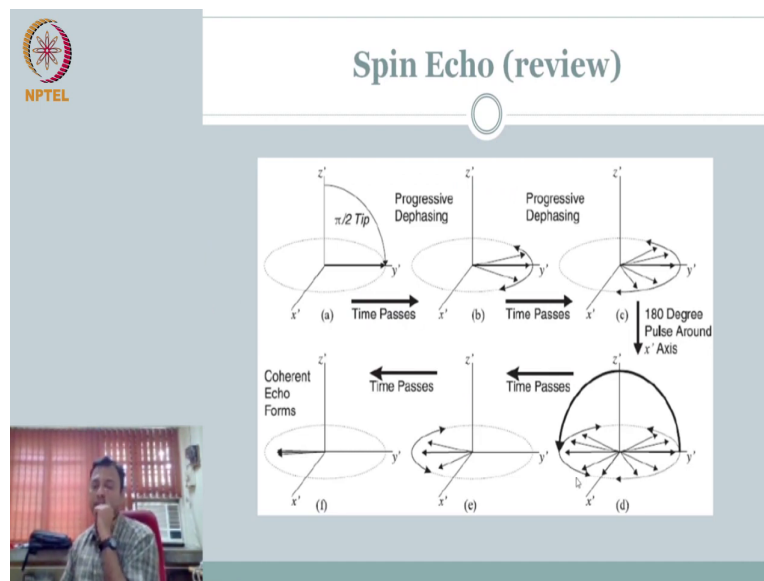 NPTEL
Spin Echo (review)
z'
π/2 Tip
y'
x'
(a)
Time Passes
Progressive
Dephasing
z'
y'
x'
(b)
Time Passes
Progressive
Dephasing
z'
y'
x'
(c)
180 Degree
Pulse Around
x' Axis
Coherent
Echo
Forms
z'
y'
x'
(f)
Time Passes
z'
y'
x'
(e)
Time Passes
z'
y'
x'
(d)